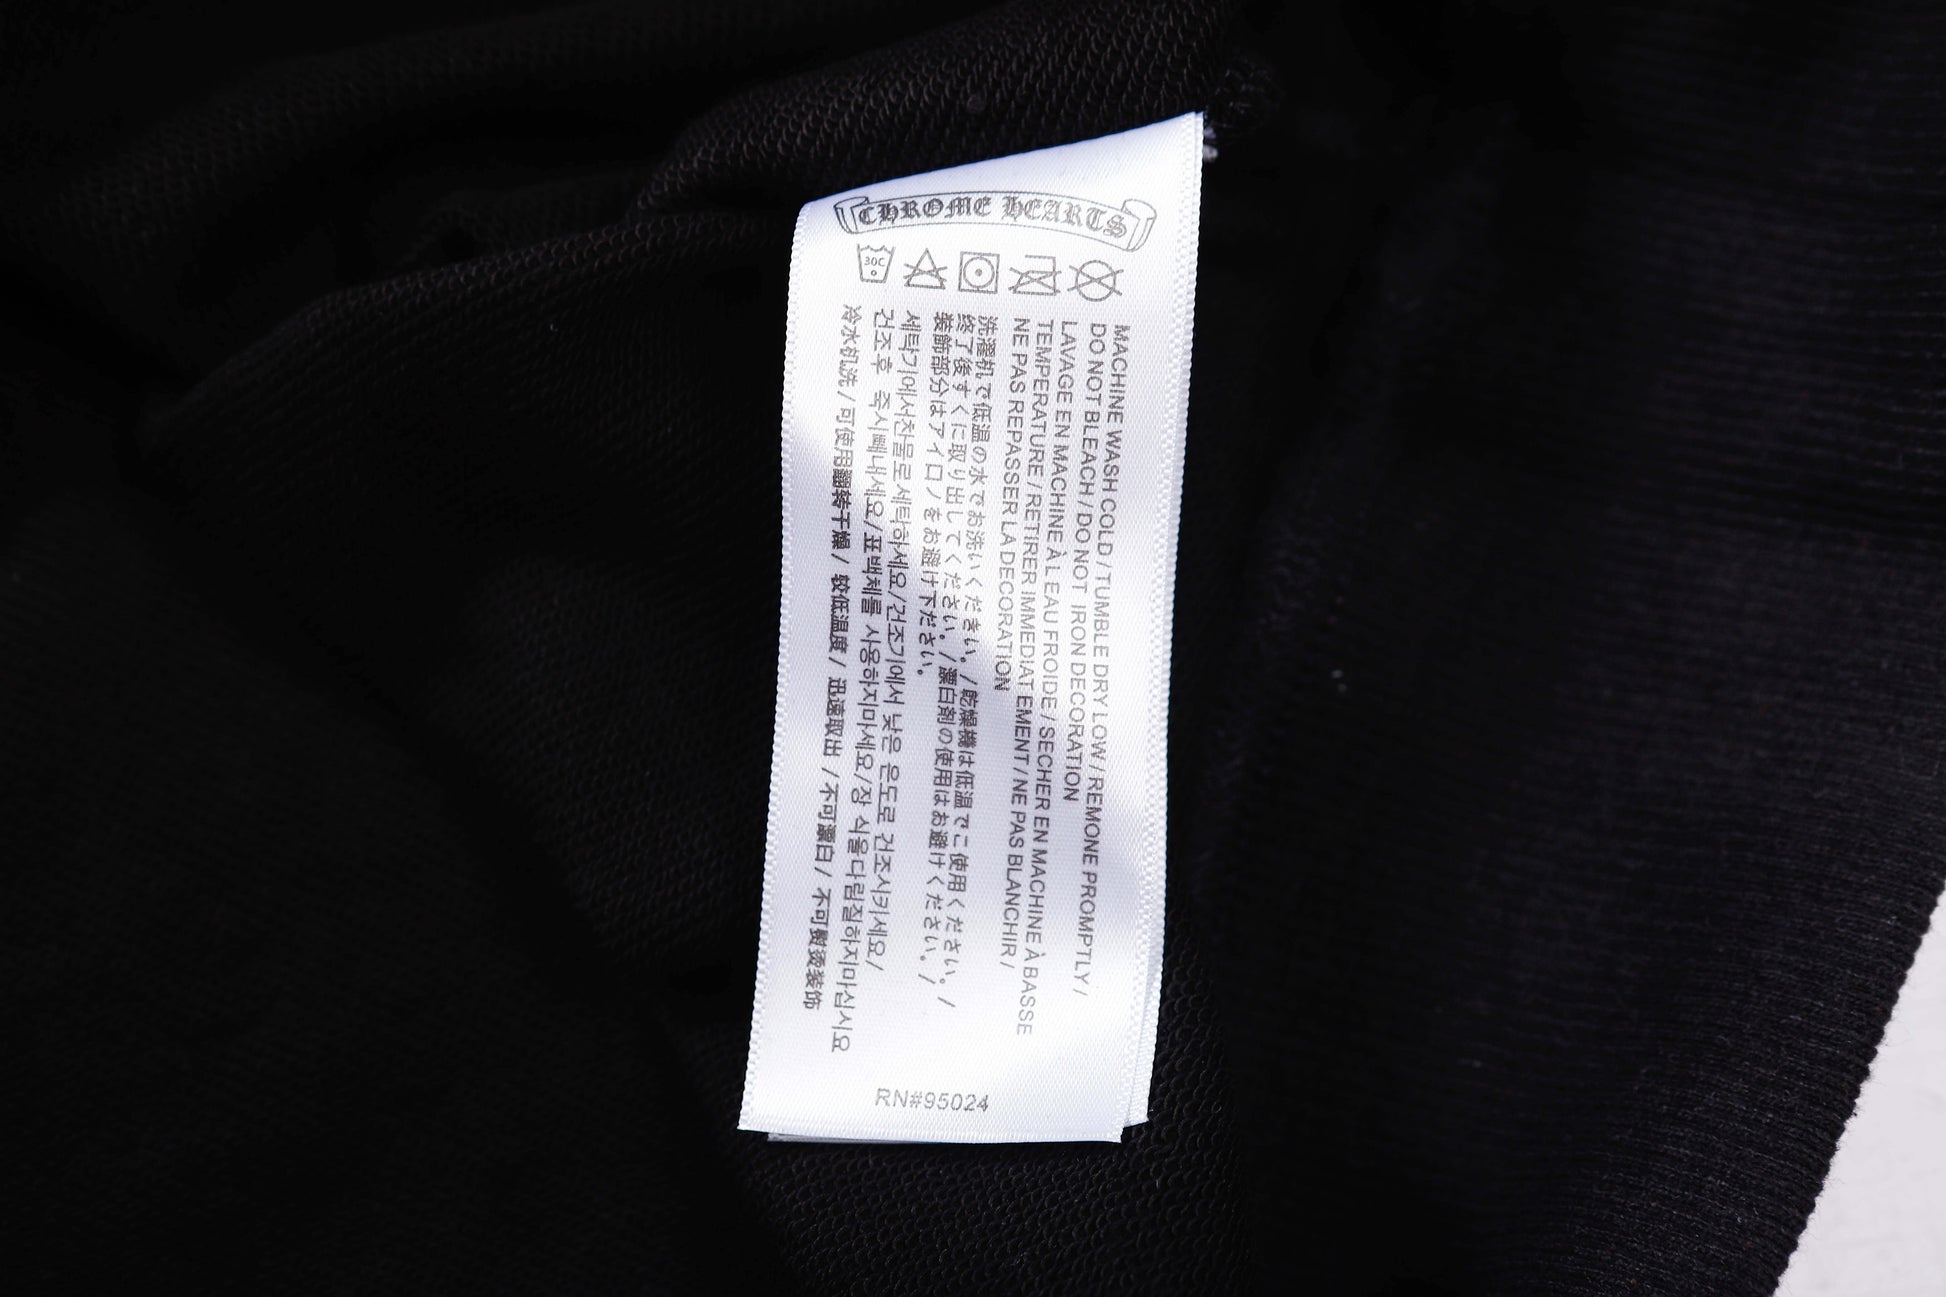 CHROME HEARTS
30C
MACHINE WASH COLD / TUMBLE DRY LOW / REMONE PROMPTLY /
DO NOT BLEACH / DO NOT IRON DECORATION
LAVAGE EN MACHINE À L EAU FROIDE / SECHER EN MACHINE À BASSE
TEMPERATURE / RETIRER IMMEDIAT EMENT / NE PAS BLANCHIR /
NE PAS REPASSER LA DECORATION
洗濯机で低温の水でお洗いください。/ 乾燥機は低温でご使用ください。/
終了後すぐに取り出してください。/ 漂白剤の使用はお避けください。/
装飾部分はアイロンをお避け下ださい。
세탁기에서찬물로세탁하세요/건조기에서 낮은 온도로 건조시키세요/
건조후 즉시빼내세요/표백제를 사용하지마세요/장 식을다림질하지마십시요
冷水机洗 / 可使用翻转干燥 / 较低温度 / 迅速取出 / 不可漂白 / 不可熨烫装饰
RN#95024